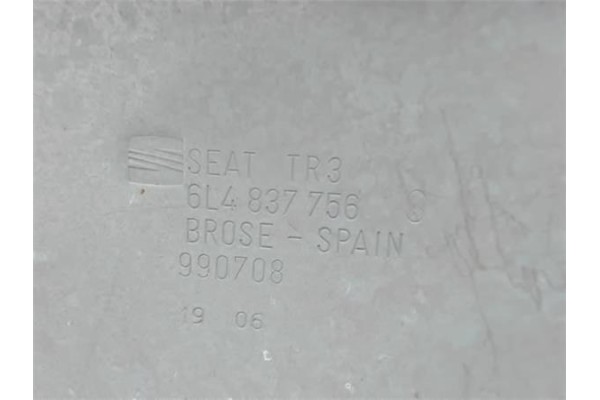 SEAT TR3
6L4 837 756
BROSE - SPAIN
990708
19 06